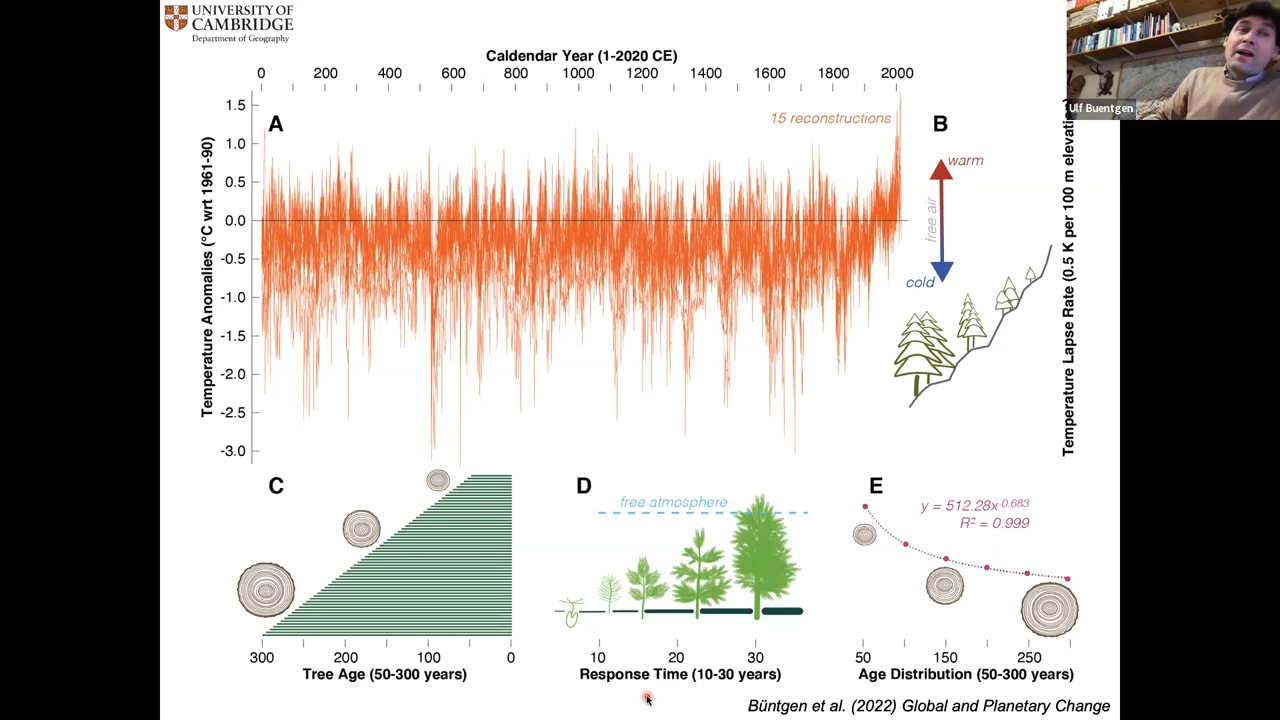 UNIVERSITY OF
CAMBRIDGE
Department of Geography
Ulf Buentgen
Caldendar Year (1-2020 CE)
0 200 400 600 800 1000 1200 1400 1600 1800 2000
A
15 reconstructions
Temperature Anomalies (°C wrt 1961-90)
1.5
1.0
0.5
0.0
-0.5
-1.0
-1.5
-2.0
-2.5
-3.0
B
warm
free air
cold
Temperature Lapse Rate (0.5 K per 100 m elevation
C
300 200 100 0
Tree Age (50-300 years)
D
free atmosphere
10 20 30
Response Time (10-30 years)
E
y = 512.28x-0.683
R² = 0.999
50 150 250
Age Distribution (50-300 years)
Büntgen et al. (2022) Global and Planetary Change